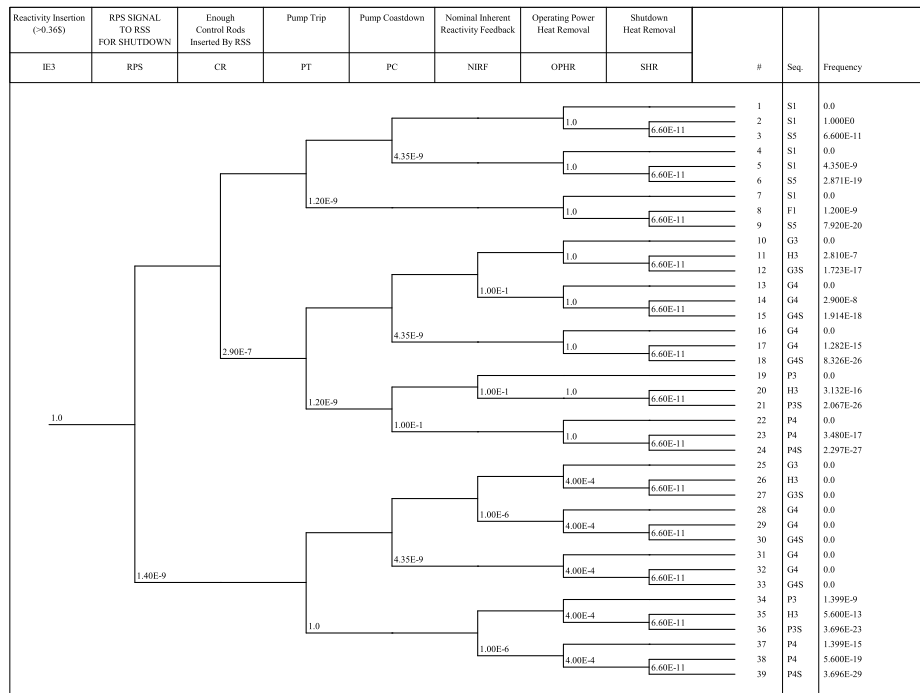 Reactivity Insertion
(>0.36$)
RPS SIGNAL
TO RSS
FOR SHUTDOWN
Enough
Control Rods
Inserted By RSS
Pump Trip
Pump Coastdown
Nominal Inherent
Reactivity Feedback
Operating Power
Heat Removal
Shutdown
Heat Removal
IE3 RPS CR PT PC NIRF OPHR SHR # Seq. Frequency
1 S1 0.0
1.0
2 S1 1.000E0
6.60E-11
3 S5 6.600E-11
4 S1 0.0
4.35E-9
1.0
5 S1 4.350E-9
6.60E-11
6 S5 2.871E-19
7 S1 0.0
1.20E-9
1.0
8 F1 1.200E-9
6.60E-11
9 S5 7.920E-20
10 G3 0.0
1.0
11 H3 2.810E-7
6.60E-11
12 G3S 1.723E-17
13 G4 0.0
1.00E-1
1.0
14 G4 2.900E-8
6.60E-11
15 G4S 1.914E-18
16 G4 0.0
4.35E-9
1.0
17 G4 1.282E-15
2.90E-7
6.60E-11
18 G4S 8.326E-26
19 P3 0.0
1.00E-1
1.0
20 H3 3.132E-16
1.20E-9
6.60E-11
21 P3S 2.067E-26
1.0
22 P4 0.0
1.00E-1
1.0
23 P4 3.480E-17
6.60E-11
24 P4S 2.297E-27
25 G3 0.0
4.00E-4
26 H3 0.0
6.60E-11
27 G3S 0.0
28 G4 0.0
1.00E-6
4.00E-4
29 G4 0.0
6.60E-11
30 G4S 0.0
31 G4 0.0
4.35E-9
4.00E-4
32 G4 0.0
1.40E-9
6.60E-11
33 G4S 0.0
34 P3 1.399E-9
4.00E-4
35 H3 5.600E-13
1.0
6.60E-11
36 P3S 3.696E-23
37 P4 1.399E-15
1.00E-6
4.00E-4
38 P4 5.600E-19
6.60E-11
39 P4S 3.696E-29